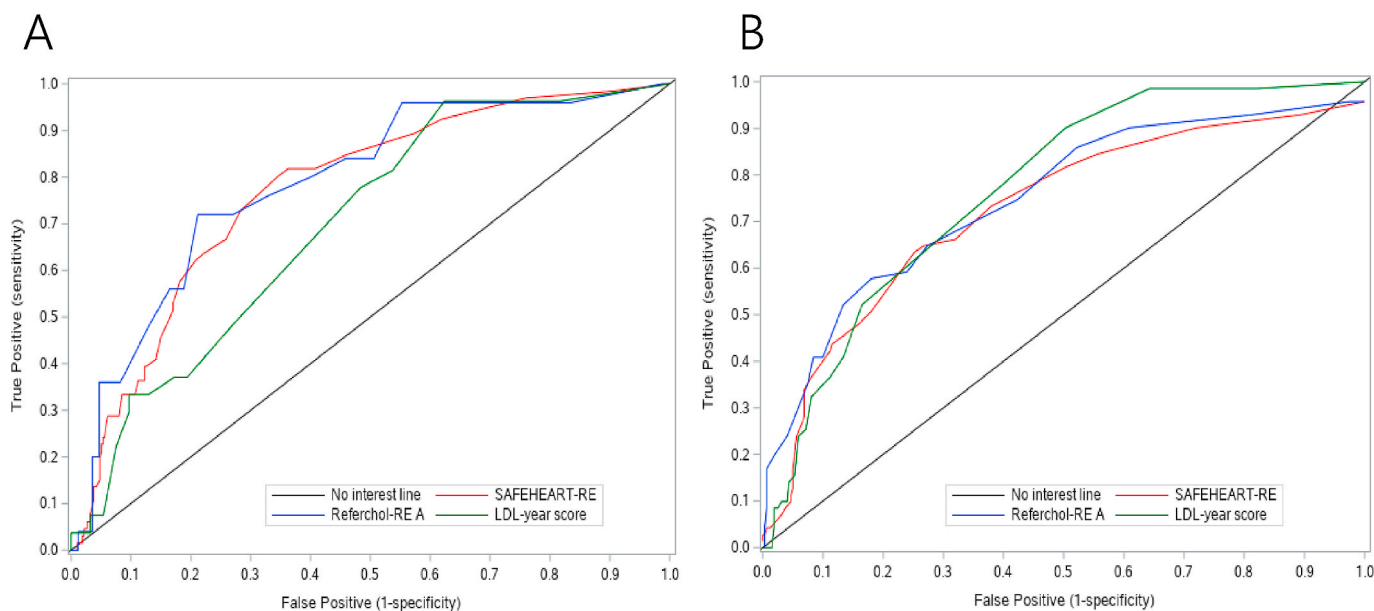 A
1.0
0.9
0.8
0.7
0.6
0.5
0.4
0.3
0.2
0.1
0.0
True Positive (sensitivity)
No interest line
SAFEHEART-RE
Referchol-RE A
LDL-year score
0.0 0.1 0.2 0.3 0.4 0.5 0.6 0.7 0.8 0.9 1.0
False Positive (1-specificity)
B
1.0
0.9
0.8
0.7
0.6
0.5
0.4
0.3
0.2
0.1
0.0
True Positive (sensitivity)
No interest line
SAFEHEART-RE
Referchol-RE A
LDL-year score
0.0 0.1 0.2 0.3 0.4 0.5 0.6 0.7 0.8 0.9 1.0
False Positive (1-specificity)